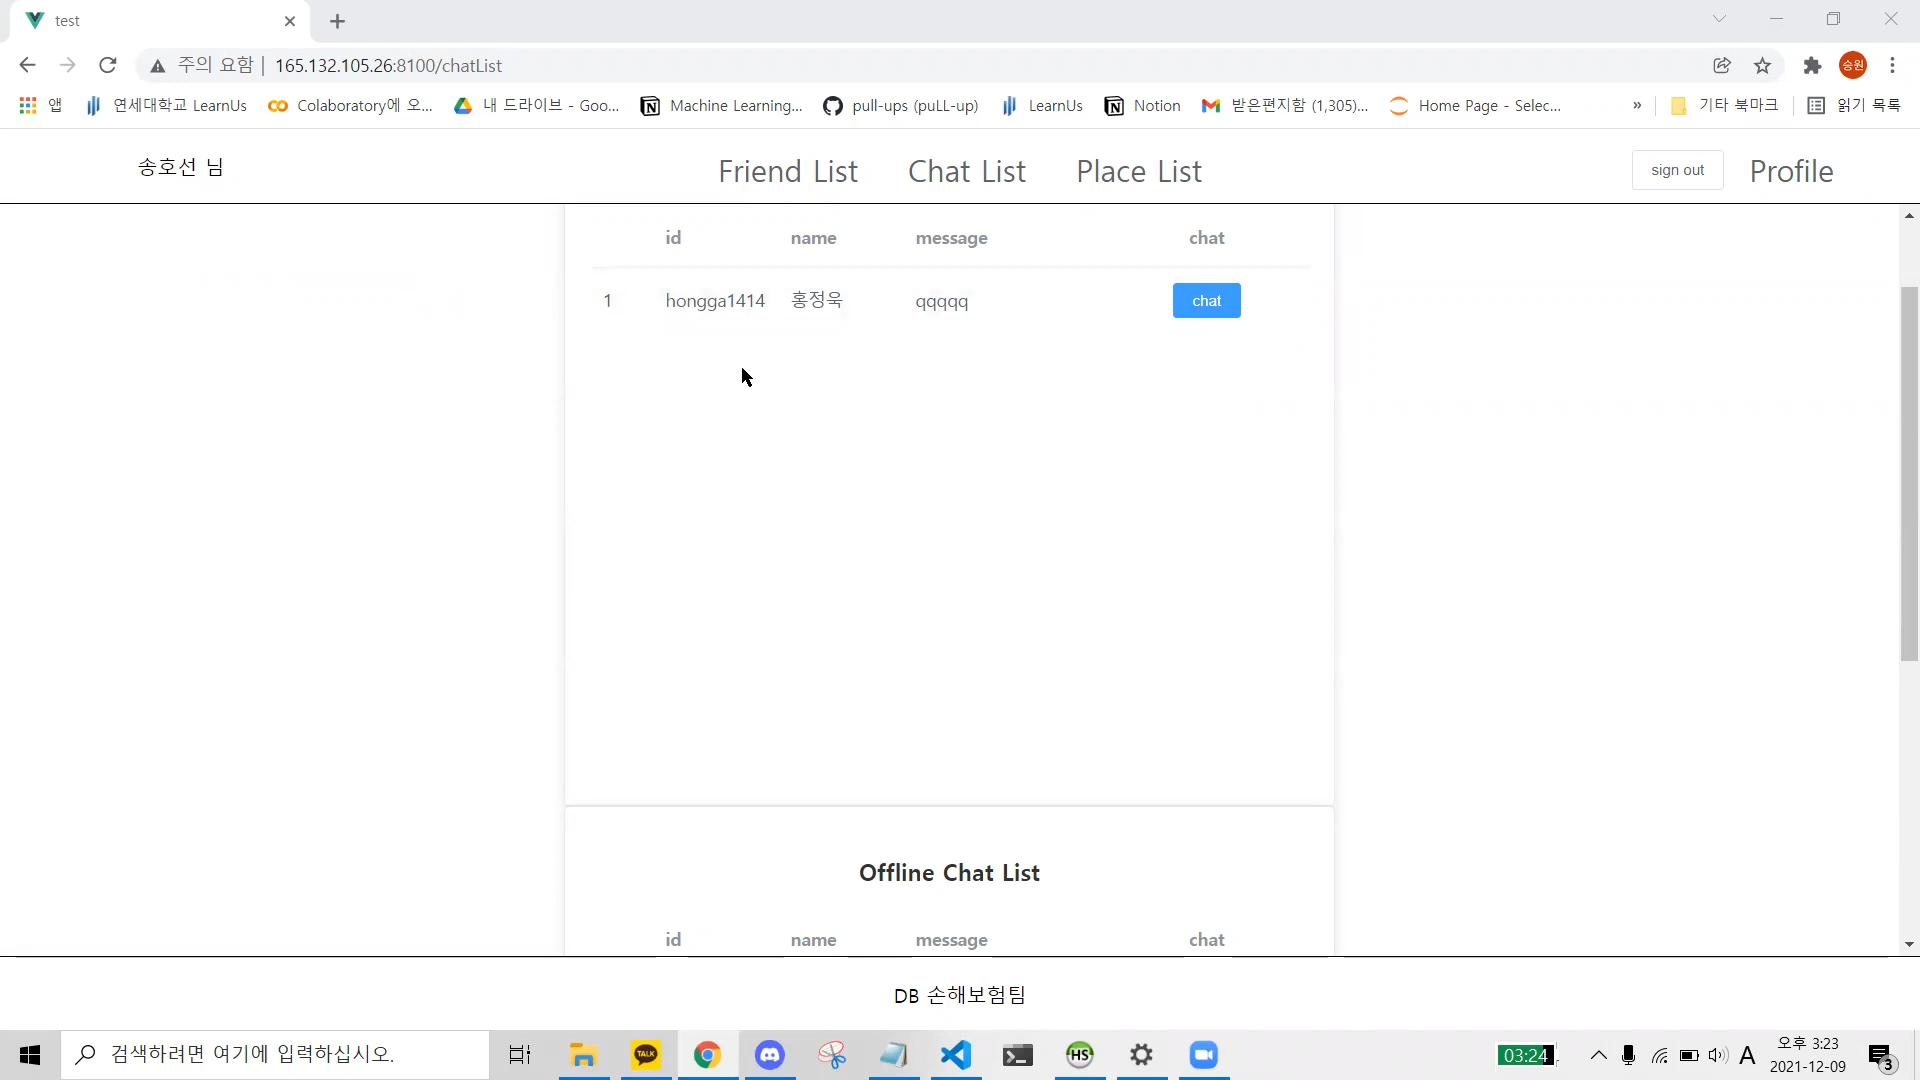 test
주의 요함 | 165.132.105.26:8100/chatList
승원
앱 연세대학교 LearnUs Colaboratory에 오... 내 드라이브 - Goo... Machine Learning,... pull-ups (puLL-up) LearnUs Notion 받은편지함 (1,305)... Home Page - Selec... » 기타 북마크 읽기 목록
송호선 님 Friend List Chat List Place List sign out Profile
id name message chat
1 hongga1414 홍정욱 qqqqq chat
Offline Chat List
id name message chat
DB 손해보험팀
검색하려면 여기에 입력하십시오. TALK HS 03:24 A 오후 3:23
2021-12-09 3